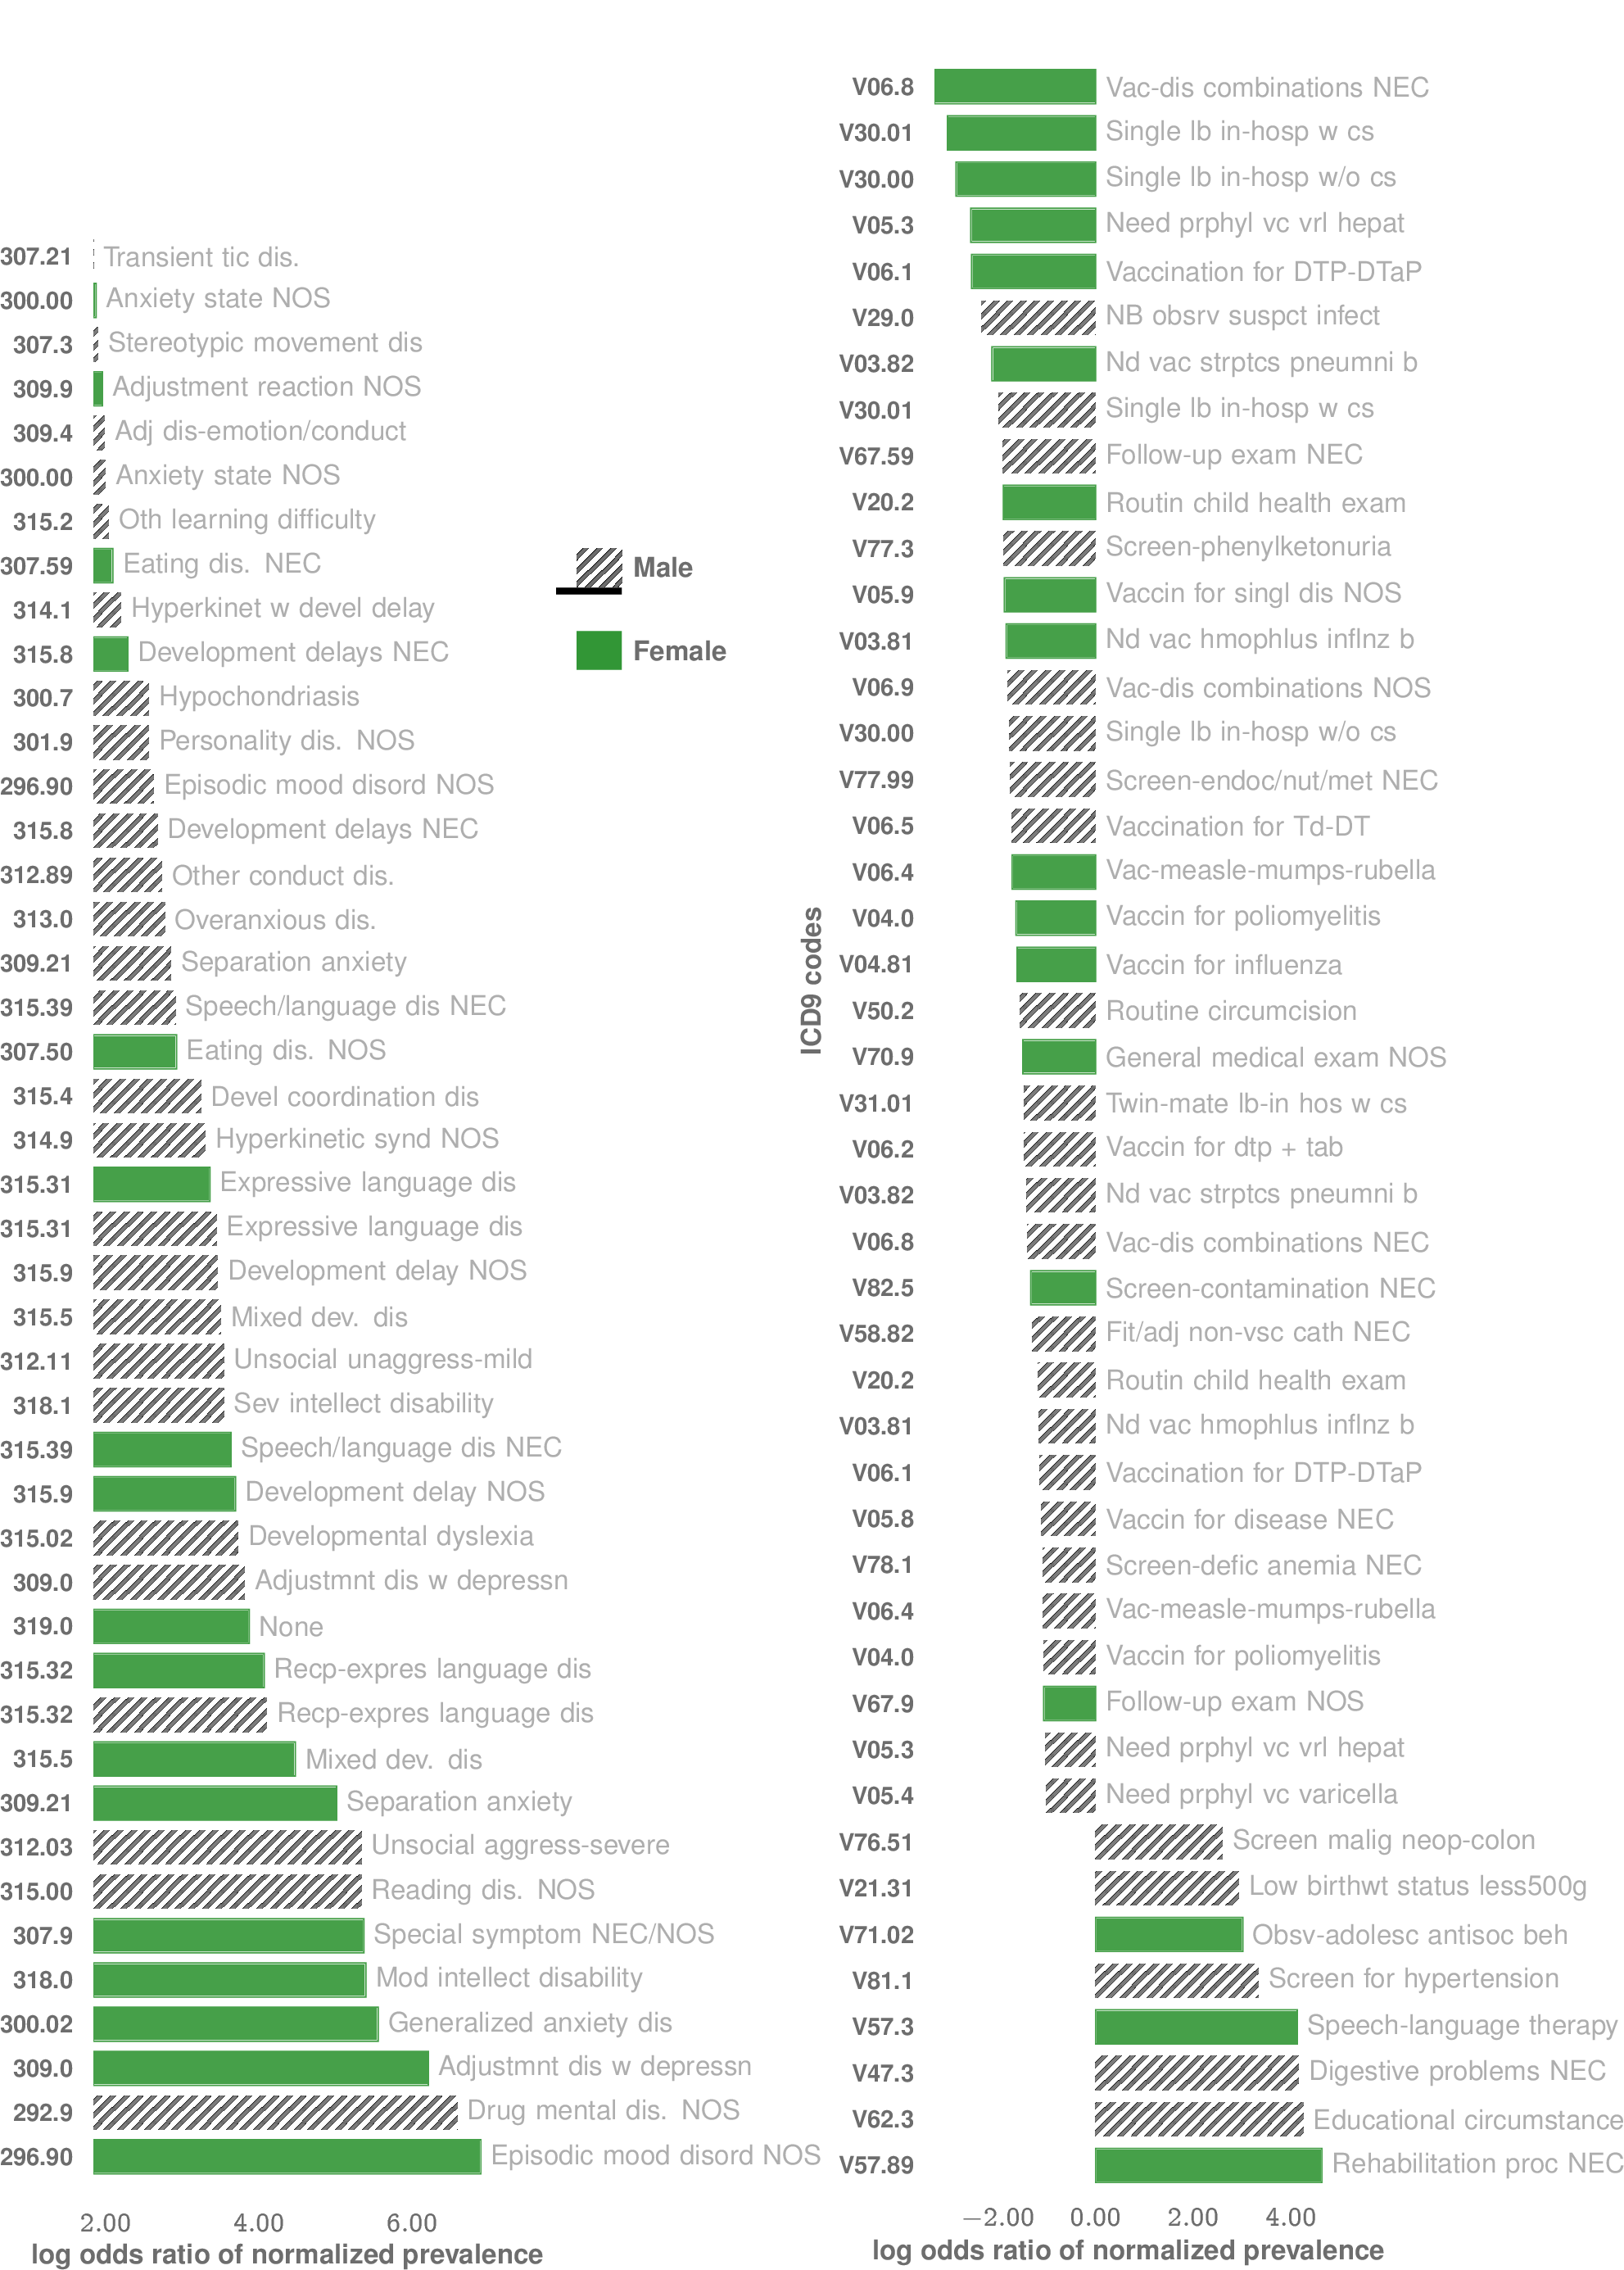 307.21 Transient tic dis.
300.00 Anxiety state NOS
307.3 Stereotypic movement dis
309.9 Adjustment reaction NOS
309.4 Adj dis-emotion/conduct
300.00 Anxiety state NOS
315.2 Oth learning difficulty
307.59 Eating dis. NEC
314.1 Hyperkinet w devel delay
315.8 Development delays NEC
300.7 Hypochondriasis
301.9 Personality dis. NOS
296.90 Episodic mood disord NOS
315.8 Development delays NEC
312.89 Other conduct dis.
313.0 Overanxious dis.
309.21 Separation anxiety
315.39 Speech/language dis NEC
307.50 Eating dis. NOS
315.4 Devel coordination dis
314.9 Hyperkinetic synd NOS
315.31 Expressive language dis
315.31 Expressive language dis
315.9 Development delay NOS
315.5 Mixed dev. dis
312.11 Unsocial unaggress-mild
318.1 Sev intellect disability
315.39 Speech/language dis NEC
315.9 Development delay NOS
315.02 Developmental dyslexia
309.0 Adjustmnt dis w depressn
319.0 None
315.32 Recp-expres language dis
315.32 Recp-expres language dis
315.5 Mixed dev. dis
309.21 Separation anxiety
312.03 Unsocial aggress-severe
315.00 Reading dis. NOS
307.9 Special symptom NEC/NOS
318.0 Mod intellect disability
300.02 Generalized anxiety dis
309.0 Adjustmnt dis w depressn
292.9 Drug mental dis. NOS
296.90 Episodic mood disord NOS
2.00 4.00 6.00
log odds ratio of normalized prevalence
Male
Female
ICD9 codes
V06.8 Vac-dis combinations NEC
V30.01 Single lb in-hosp w cs
V30.00 Single lb in-hosp w/o cs
V05.3 Need prphyl vc vrl hepat
V06.1 Vaccination for DTP-DTaP
V29.0 NB obsrv suspct infect
V03.82 Nd vac strptcs pneumni b
V30.01 Single lb in-hosp w cs
V67.59 Follow-up exam NEC
V20.2 Routin child health exam
V77.3 Screen-phenylketonuria
V05.9 Vaccin for singl dis NOS
V03.81 Nd vac hmophlus inflnz b
V06.9 Vac-dis combinations NOS
V30.00 Single lb in-hosp w/o cs
V77.99 Screen-endoc/nut/met NEC
V06.5 Vaccination for Td-DT
V06.4 Vac-measle-mumps-rubella
V04.0 Vaccin for poliomyelitis
V04.81 Vaccin for influenza
V50.2 Routine circumcision
V70.9 General medical exam NOS
V31.01 Twin-mate lb-in hos w cs
V06.2 Vaccin for dtp + tab
V03.82 Nd vac strptcs pneumni b
V06.8 Vac-dis combinations NEC
V82.5 Screen-contamination NEC
V58.82 Fit/adj non-vsc cath NEC
V20.2 Routin child health exam
V03.81 Nd vac hmophlus inflnz b
V06.1 Vaccination for DTP-DTaP
V05.8 Vaccin for disease NEC
V78.1 Screen-defic anemia NEC
V06.4 Vac-measle-mumps-rubella
V04.0 Vaccin for poliomyelitis
V67.9 Follow-up exam NOS
V05.3 Need prphyl vc vrl hepat
V05.4 Need prphyl vc varicella
V76.51 Screen malig neop-colon
V21.31 Low birthwt status less500g
V71.02 Obsv-adolesc antisoc beh
V81.1 Screen for hypertension
V57.3 Speech-language therapy
V47.3 Digestive problems NEC
V62.3 Educational circumstance
V57.89 Rehabilitation proc NEC
−2.00 0.00 2.00 4.00
log odds ratio of normalized prevalence